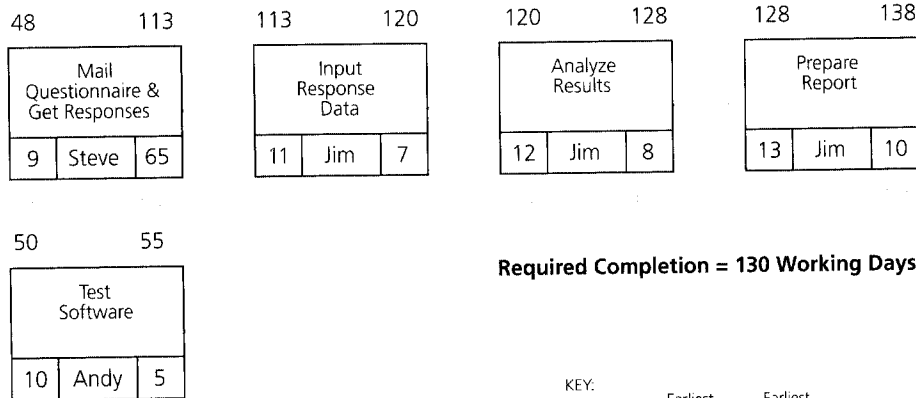 48 113
113 120
120 128
128 138
Mail
Questionnaire &
Get Responses
9 Steve 65
Input
Response
Data
11 Jim 7
Analyze
Results
12 Jim 8
Prepare
Report
13 Jim 10
50 55
Test
Software
10 Andy 5
Required Completion = 130 Working Days
KEY:
Earliest Earliest